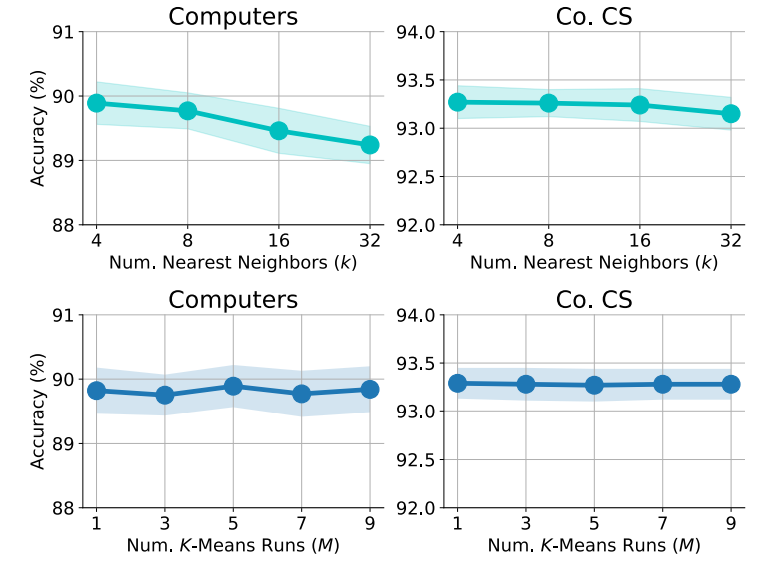 Computers
Co. CS
91
90
89
88
Accuracy (%)
4 8 16 32
Num. Nearest Neighbors (k)
94.0
93.5
93.0
92.5
92.0
4 8 16 32
Num. Nearest Neighbors (k)
Computers
Co. CS
91
90
89
88
Accuracy (%)
1 3 5 7 9
Num. K-Means Runs (M)
94.0
93.5
93.0
92.5
92.0
1 3 5 7 9
Num. K-Means Runs (M)